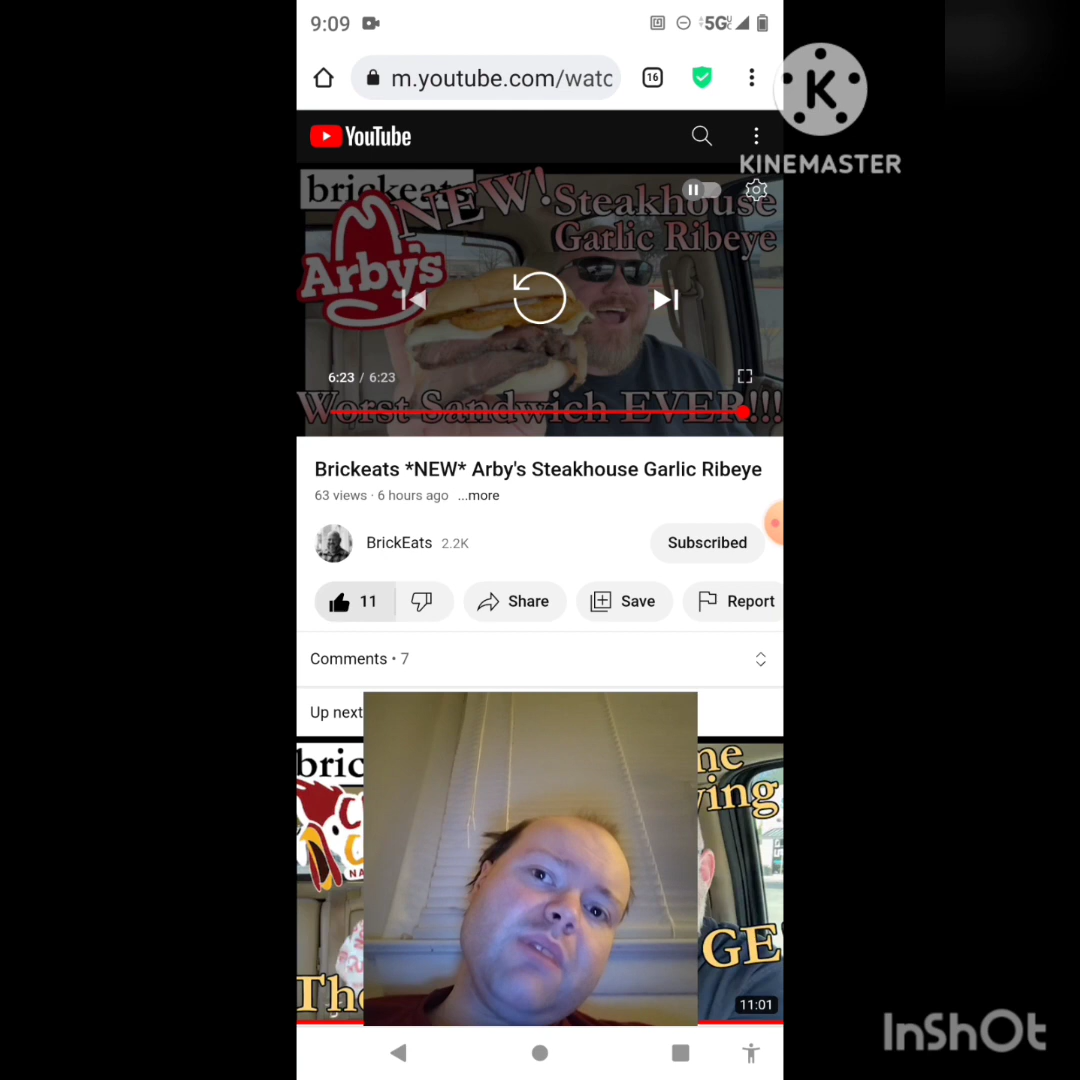 9:09
5G
m.youtube.com/watc
16
K
KINEMASTER
YouTube
brickeats
NEW!
Steakhouse
Garlic Ribeye
Arby's
6:23 / 6:23
Worst Sandwich EVER!!!
Brickeats *NEW* Arby's Steakhouse Garlic Ribeye
63 views · 6 hours ago ...more
BrickEats 2.2K
Subscribed
11
Share
Save
Report
Comments • 7
Up next
bric
ne
ying
GE
The
11:01
InShOt